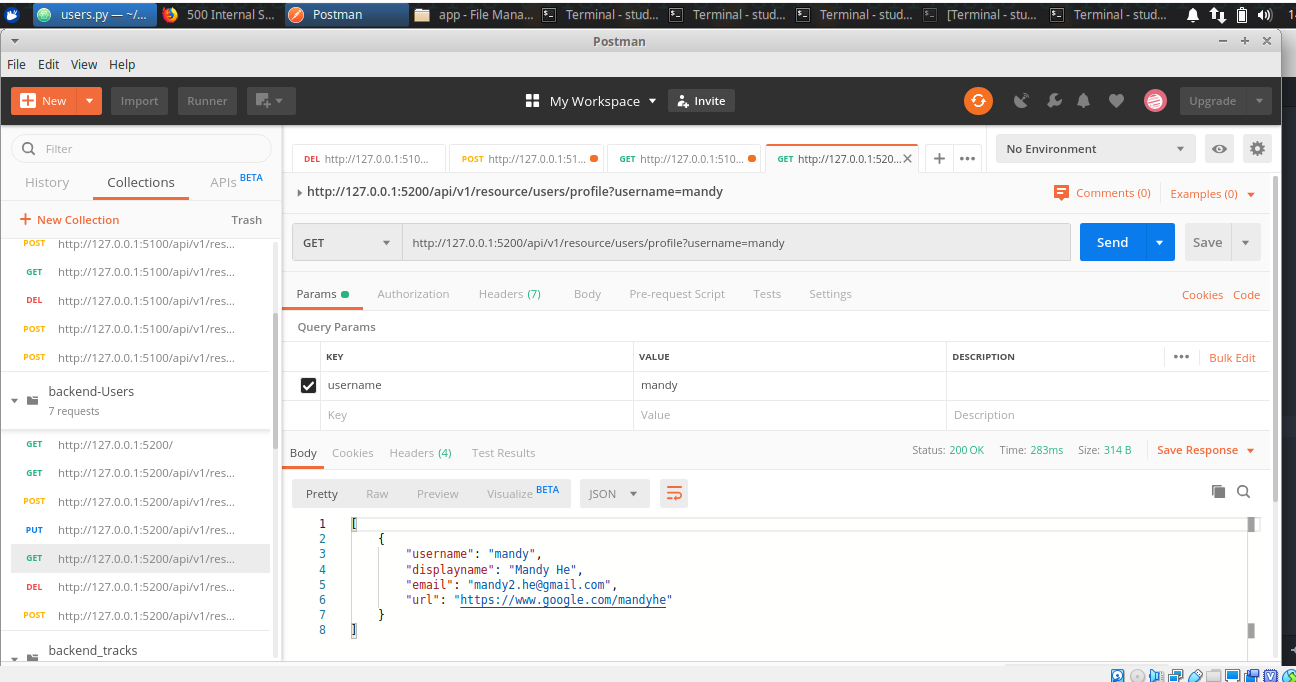 users.py — ~/...
500 Internal S...
Postman
app - File Mana...
Terminal - stud...
Terminal - stud...
Terminal - stud...
[Terminal - stu...
Terminal - stud...
Postman
File Edit View Help
New
Import
Runner
My Workspace
Invite
Upgrade
Filter
History
Collections
APIs BETA
New Collection
Trash
POST http://127.0.0.1:5100/api/v1/res...
GET http://127.0.0.1:5100/api/v1/res...
DEL http://127.0.0.1:5100/api/v1/res...
POST http://127.0.0.1:5100/api/v1/res...
POST http://127.0.0.1:5100/api/v1/res...
backend-Users
7 requests
GET http://127.0.0.1:5200/
GET http://127.0.0.1:5200/api/v1/res...
POST http://127.0.0.1:5200/api/v1/res...
PUT http://127.0.0.1:5200/api/v1/res...
GET http://127.0.0.1:5200/api/v1/res...
DEL http://127.0.0.1:5200/api/v1/res...
POST http://127.0.0.1:5200/api/v1/res...
backend_tracks
DEL http://127.0.0.1:510...
POST http://127.0.0.1:51...
GET http://127.0.0.1:510...
GET http://127.0.0.1:520...
No Environment
http://127.0.0.1:5200/api/v1/resource/users/profile?username=mandy
Comments (0)
Examples (0)
GET http://127.0.0.1:5200/api/v1/resource/users/profile?username=mandy
Send
Save
Params Authorization Headers (7) Body Pre-request Script Tests Settings
Cookies Code
Query Params
KEY VALUE DESCRIPTION
Bulk Edit
username mandy
Key Value Description
Body Cookies Headers (4) Test Results
Status: 200 OK Time: 283ms Size: 314 B
Save Response
Pretty Raw Preview Visualize BETA
JSON
1 [
2 {
3 "username": "mandy",
4 "displayname": "Mandy He",
5 "email": "mandy2.he@gmail.com",
6 "url": "https://www.google.com/mandyhe"
7 }
8 ]